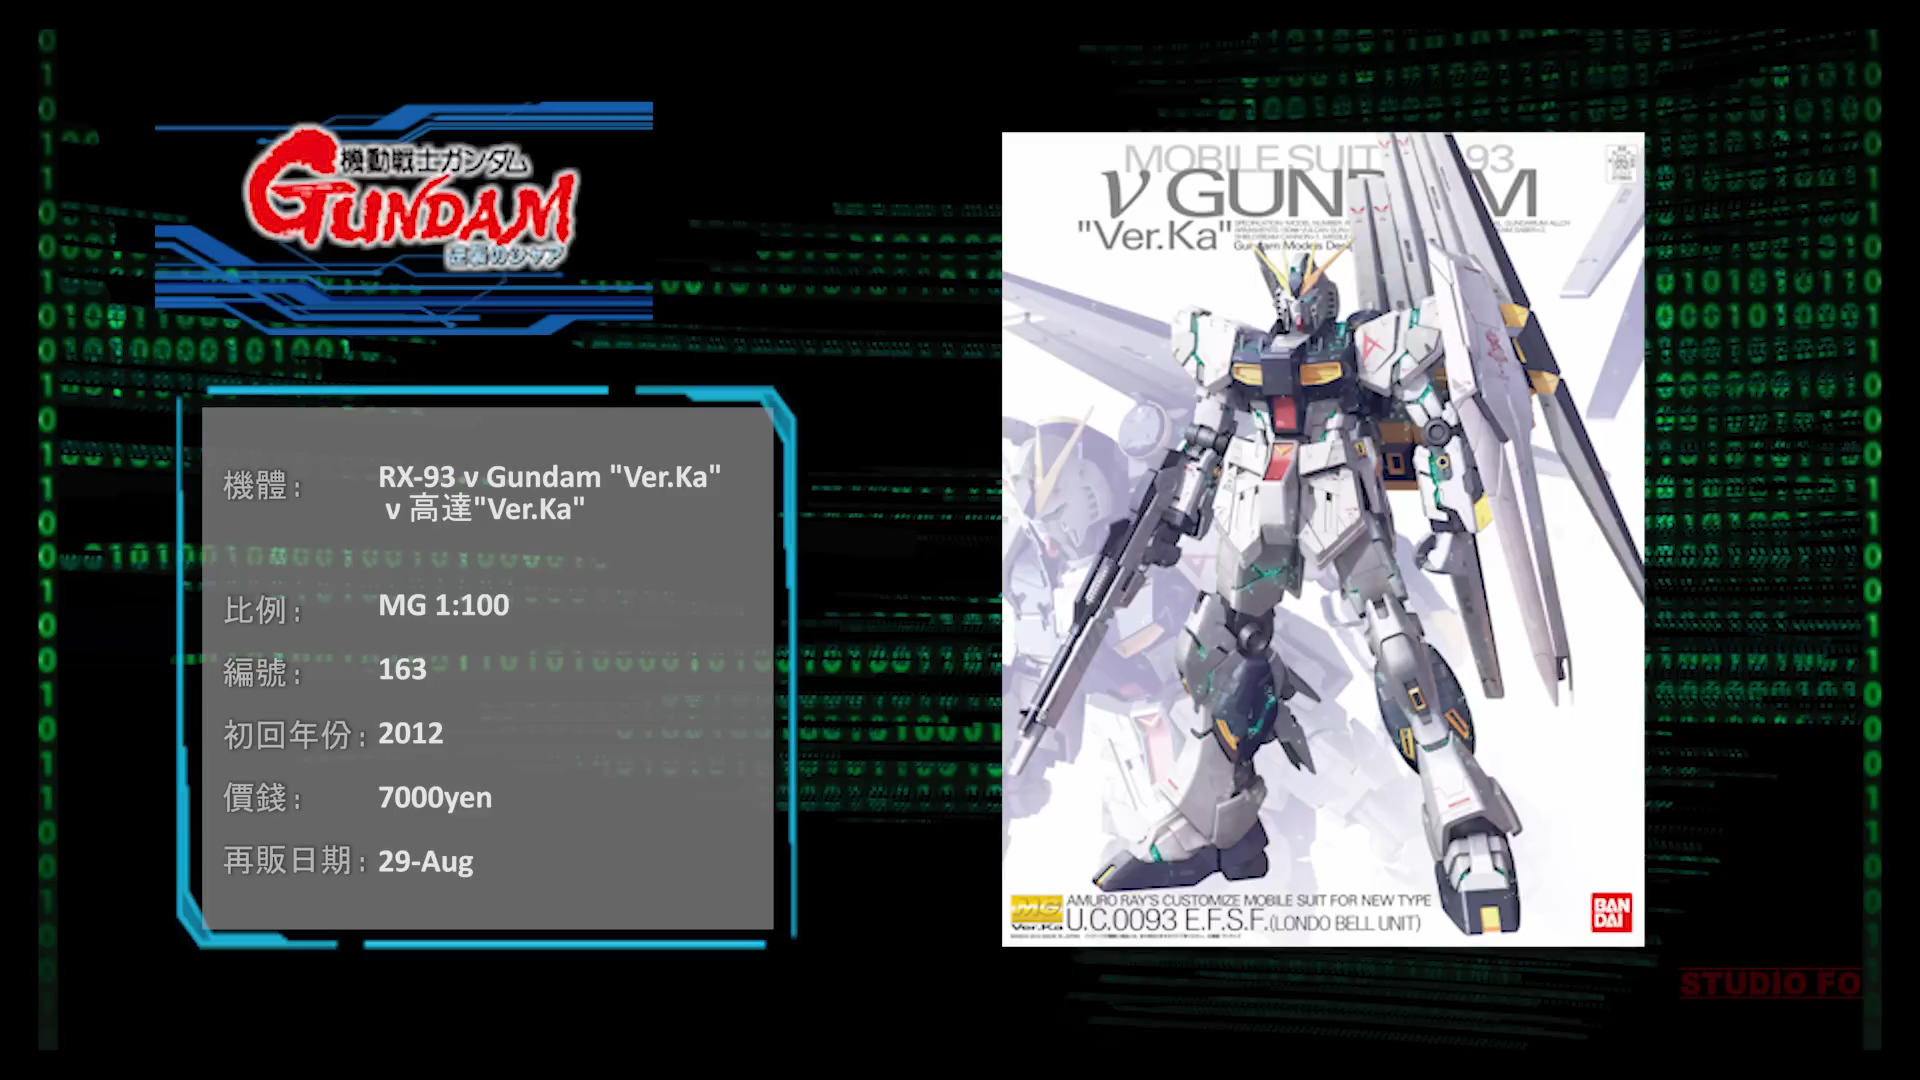 機動戦士ガンダム
GUNDAM
逆襲のシャア
機體:
RX-93 ν Gundam "Ver.Ka"
ν 高達"Ver.Ka"
比例:
MG 1:100
編號:
163
初回年份:
2012
價錢:
7000yen
再販日期:
29-Aug
MOBILE SUIT 93
ν GUN M
"Ver.Ka"
MG
Ver.Ka
AMURO RAY'S CUSTOMIZE MOBILE SUIT FOR NEW TYPE
U.C.0093 E.F.S.F.(LONDO BELL UNIT)
BAN
DAI
STUDIO FO